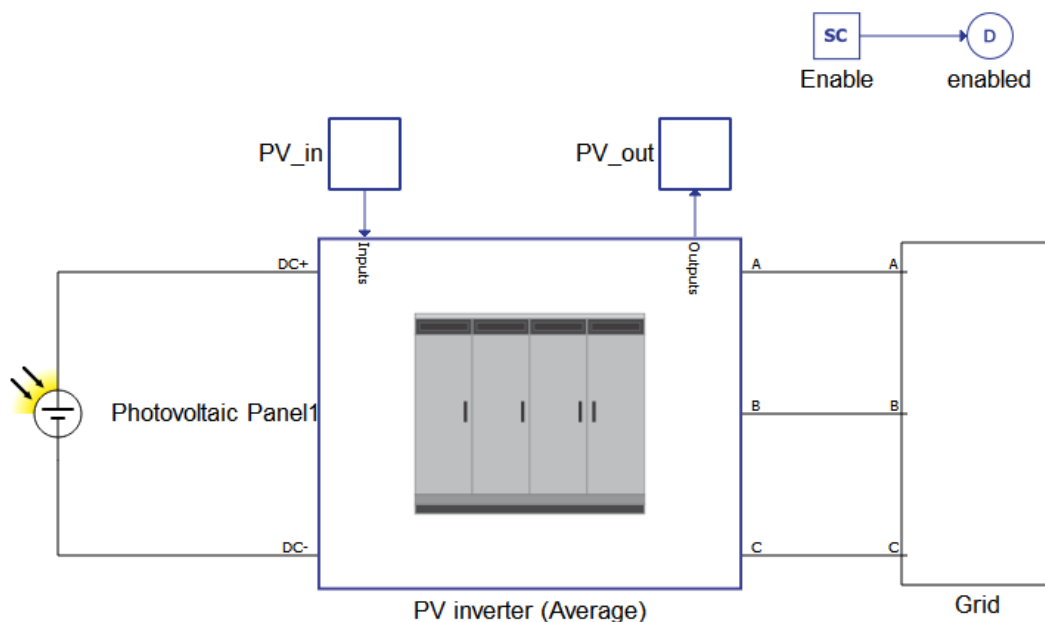 SC
D
Enable
enabled
PV_in
PV_out
Inputs
Outputs
DC+
A
A
Photovoltaic Panel1
B
B
DC-
C
C
PV inverter (Average)
Grid